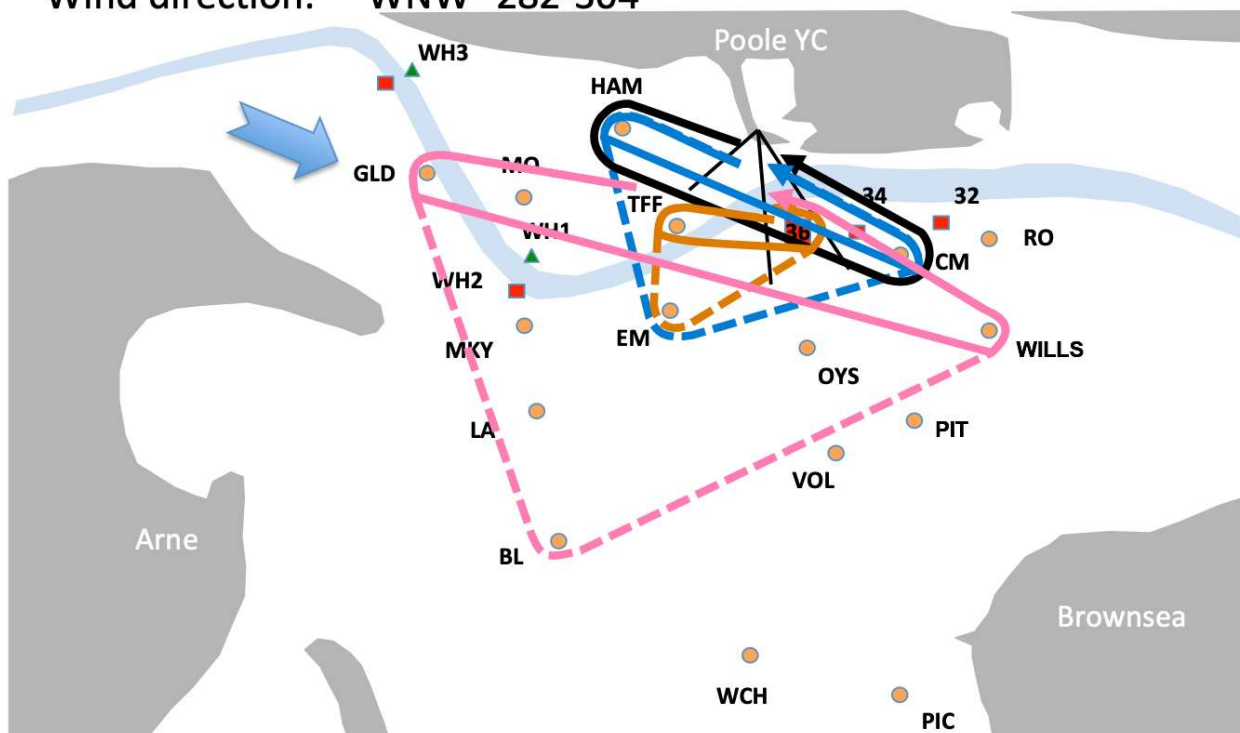 Wind direction: WNW 282-304
Poole YC
WH3
HAM
GLD
MO
TFF
34
32
WH1
36
RO
CM
WH2
EM
MKY
OYS
WILLS
LA
PIT
VOL
Arne
BL
Brownsea
WCH
PIC